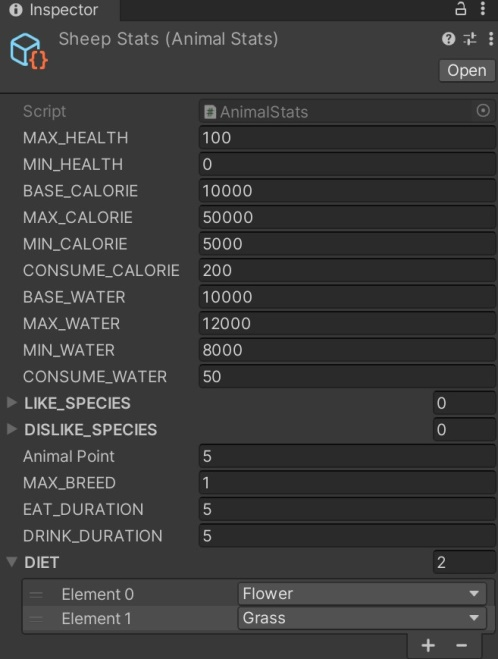 Inspector
Sheep Stats (Animal Stats)
Open
Script AnimalStats
MAX_HEALTH 100
MIN_HEALTH 0
BASE_CALORIE 10000
MAX_CALORIE 50000
MIN_CALORIE 5000
CONSUME_CALORIE 200
BASE_WATER 10000
MAX_WATER 12000
MIN_WATER 8000
CONSUME_WATER 50
LIKE_SPECIES 0
DISLIKE_SPECIES 0
Animal Point 5
MAX_BREED 1
EAT_DURATION 5
DRINK_DURATION 5
DIET 2
Element 0 Flower
Element 1 Grass